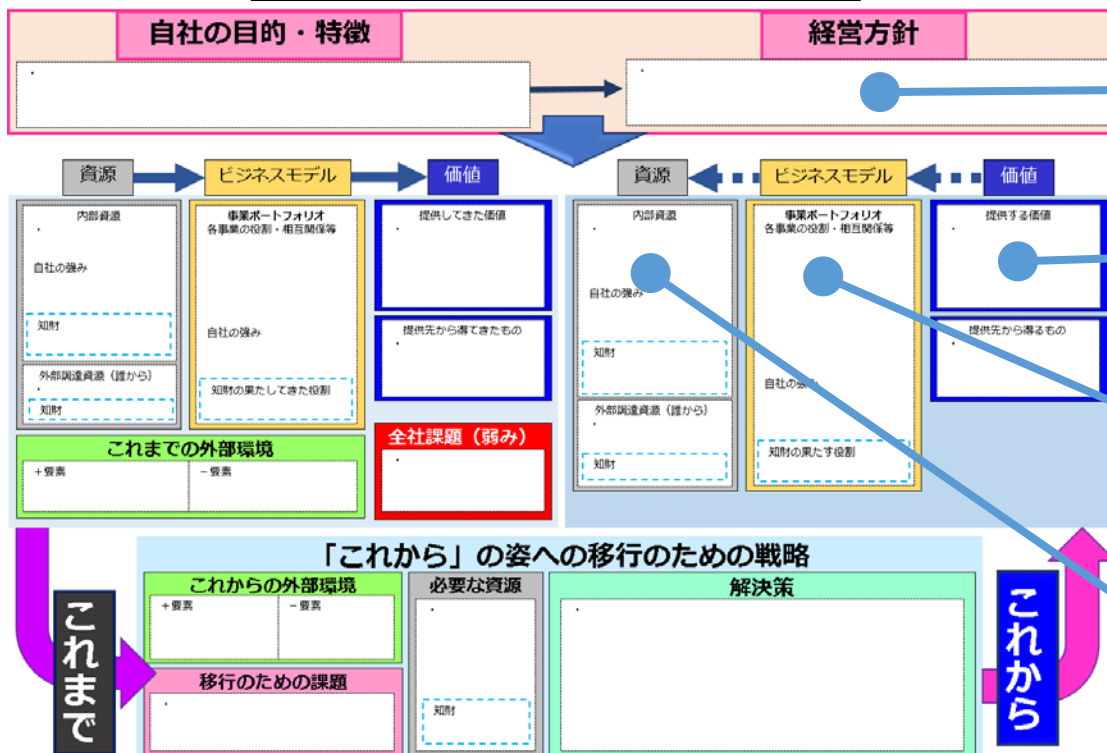 自社の目的・特徴
経営方針
・
・
資源
ビジネスモデル
価値
資源
ビジネスモデル
価値
内部資源
・
自社の強み
知財
外部調達資源（誰から）
・
知財
事業ポートフォリオ
各事業の役割・相互関係等
自社の強み
知財の果たしてきた役割
提供してきた価値
・
提供先から得てきたもの
・
これまでの外部環境
＋要素
－要素
全社課題（弱み）
・
内部資源
・
自社の強み
知財
外部調達資源（誰から）
・
知財
事業ポートフォリオ
各事業の役割・相互関係等
自社の強み
知財の果たす役割
提供する価値
・
提供先から得るもの
・
「これから」の姿への移行のための戦略
これまで
これからの外部環境
＋要素
－要素
移行のための課題
・
必要な資源
・
知財
解決策
・
これから